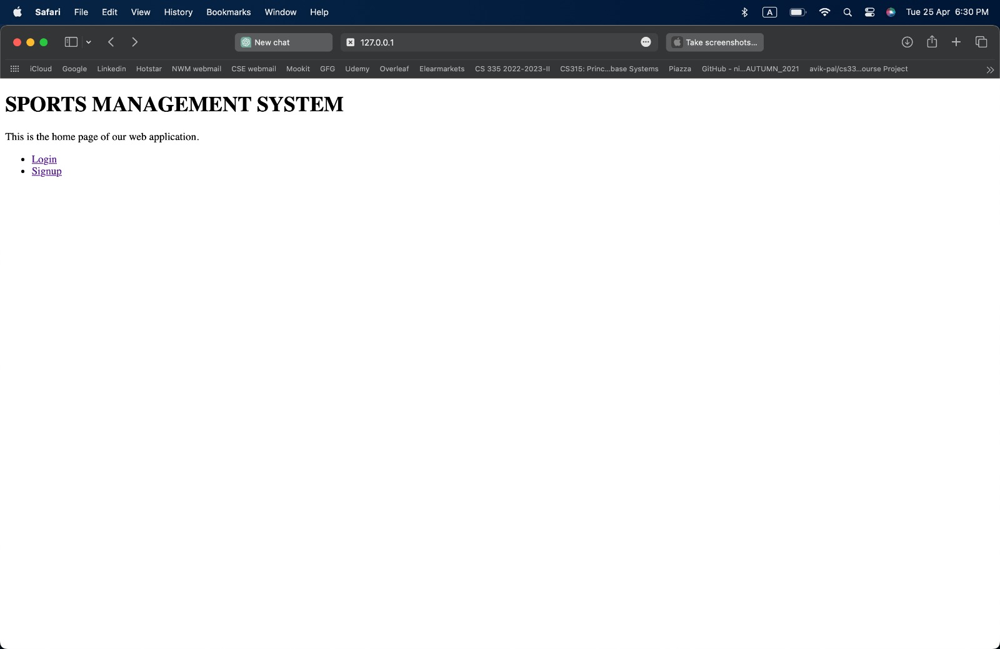 Safari File Edit View History Bookmarks Window Help A Tue 25 Apr 6:30 PM
New chat 127.0.0.1 Take screenshots...
iCloud Google Linkedin Hotstar NWM webmail CSE webmail Mookit GFG Udemy Overleaf Elearmarkets CS 335 2022-2023-II CS315: Princ...base Systems Piazza GitHub - ni...AUTUMN_2021 avik-pal/cs33...ourse Project
SPORTS MANAGEMENT SYSTEM
This is the home page of our web application.
Login
Signup